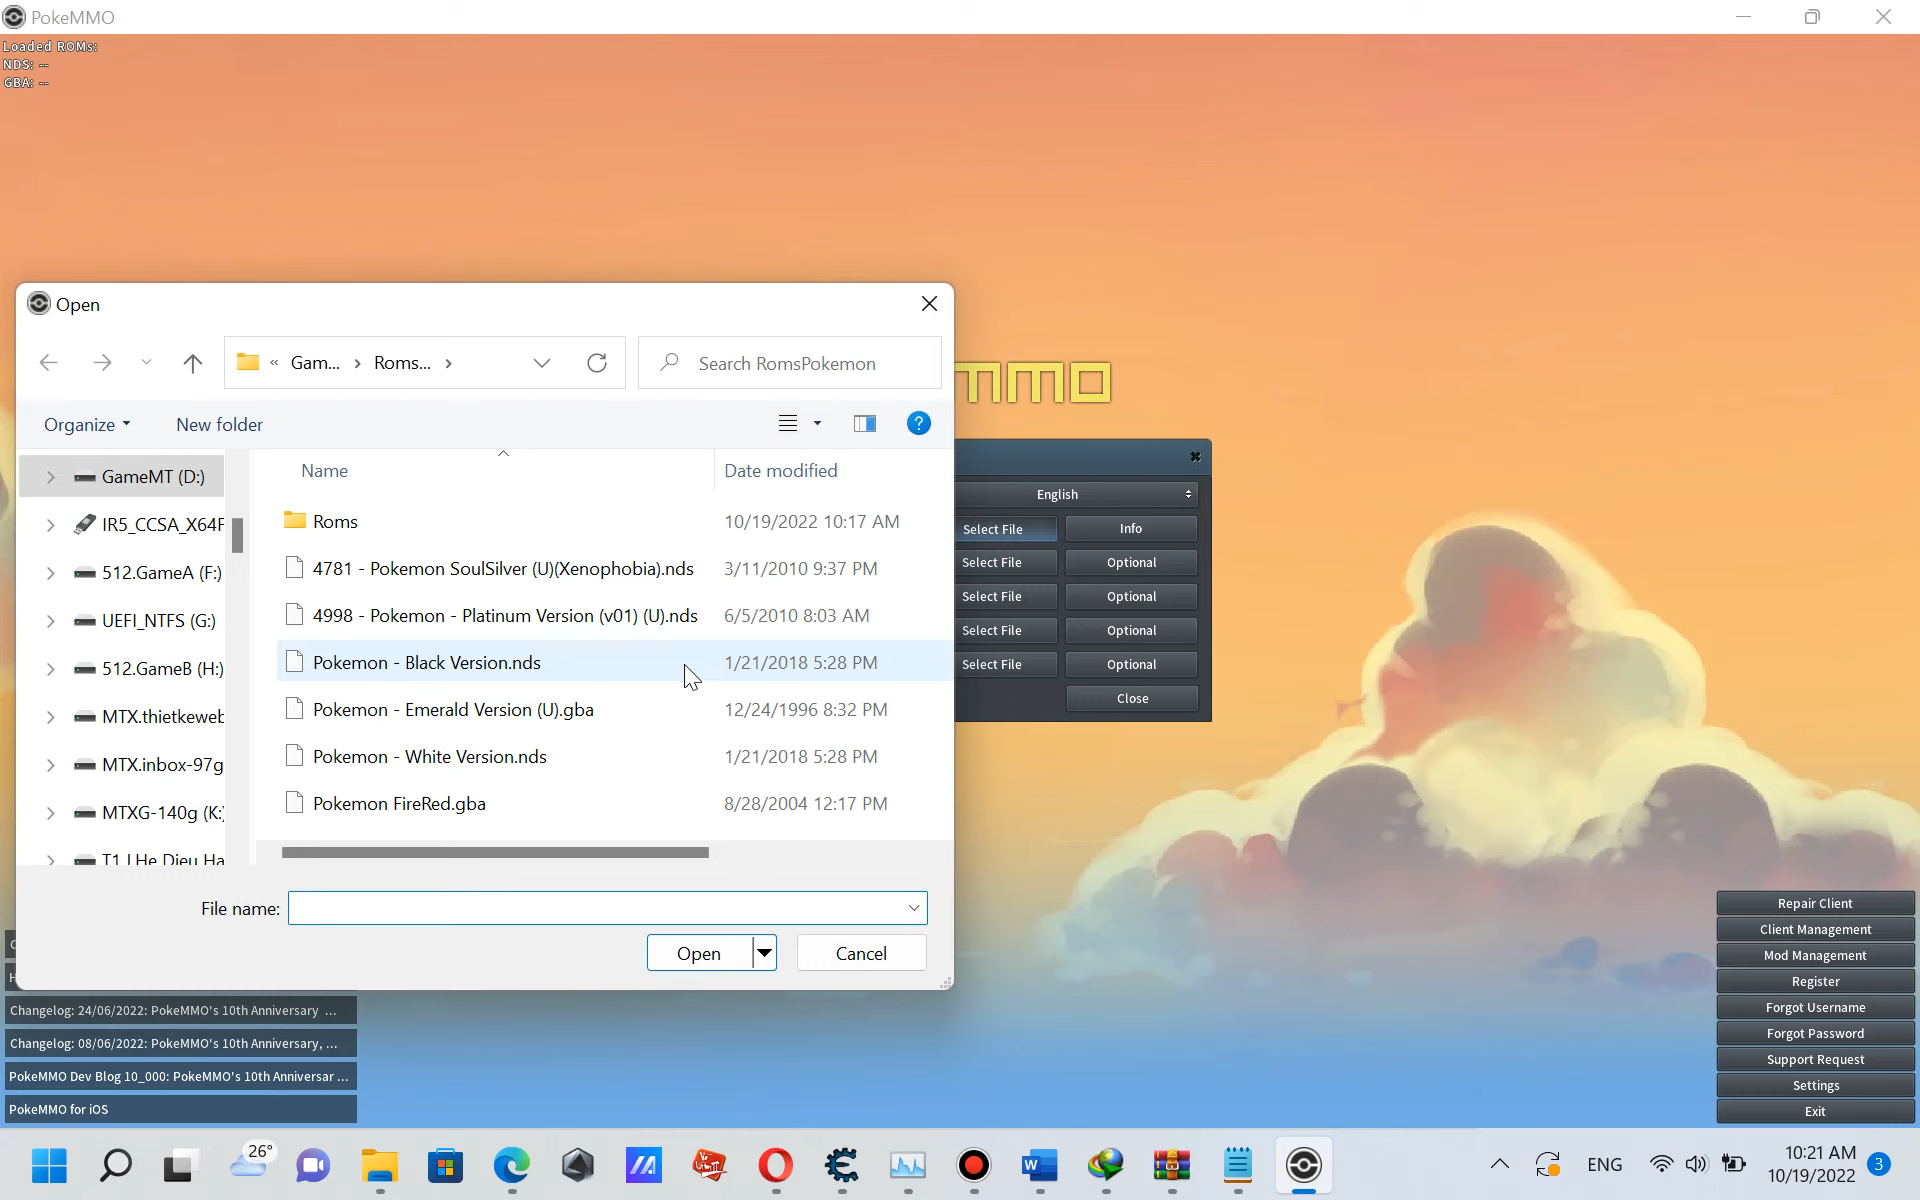 PokeMMO
Loaded ROMs:
NDS: --
GBA: --
mmo
Open
« Gam... > Roms... >
Search RomsPokemon
Organize
New folder
?
Name
Date modified
GameMT (D:)
IR5_CCSA_X64F
512.GameA (F:)
UEFI_NTFS (G:)
512.GameB (H:)
MTX.thietkeweb
MTX.inbox-97g
MTXG-140g (K:)
T1 J He Dieu Ha
Roms 10/19/2022 10:17 AM
4781 - Pokemon SoulSilver (U)(Xenophobia).nds 3/11/2010 9:37 PM
4998 - Pokemon - Platinum Version (v01) (U).nds 6/5/2010 8:03 AM
Pokemon - Black Version.nds 1/21/2018 5:28 PM
Pokemon - Emerald Version (U).gba 12/24/1996 8:32 PM
Pokemon - White Version.nds 1/21/2018 5:28 PM
Pokemon FireRed.gba 8/28/2004 12:17 PM
File name:
Open
Cancel
English
Select File Info
Select File Optional
Select File Optional
Select File Optional
Select File Optional
Close
Changelog: 24/06/2022: PokeMMO's 10th Anniversary ...
Changelog: 08/06/2022: PokeMMO's 10th Anniversary, ...
PokeMMO Dev Blog 10_000: PokeMMO's 10th Anniversar ...
PokeMMO for iOS
Repair Client
Client Management
Mod Management
Register
Forgot Username
Forgot Password
Support Request
Settings
Exit
26°
ENG
10:21 AM
10/19/2022
3